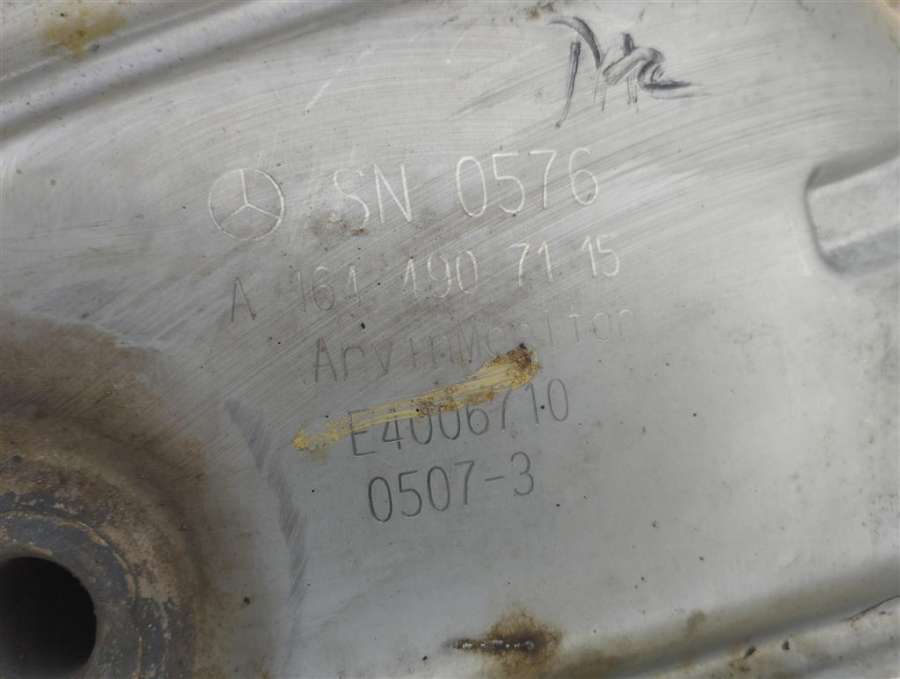 SN 0576
A 164 490 71 15
ArvinMeritor
E4006710
0507-3